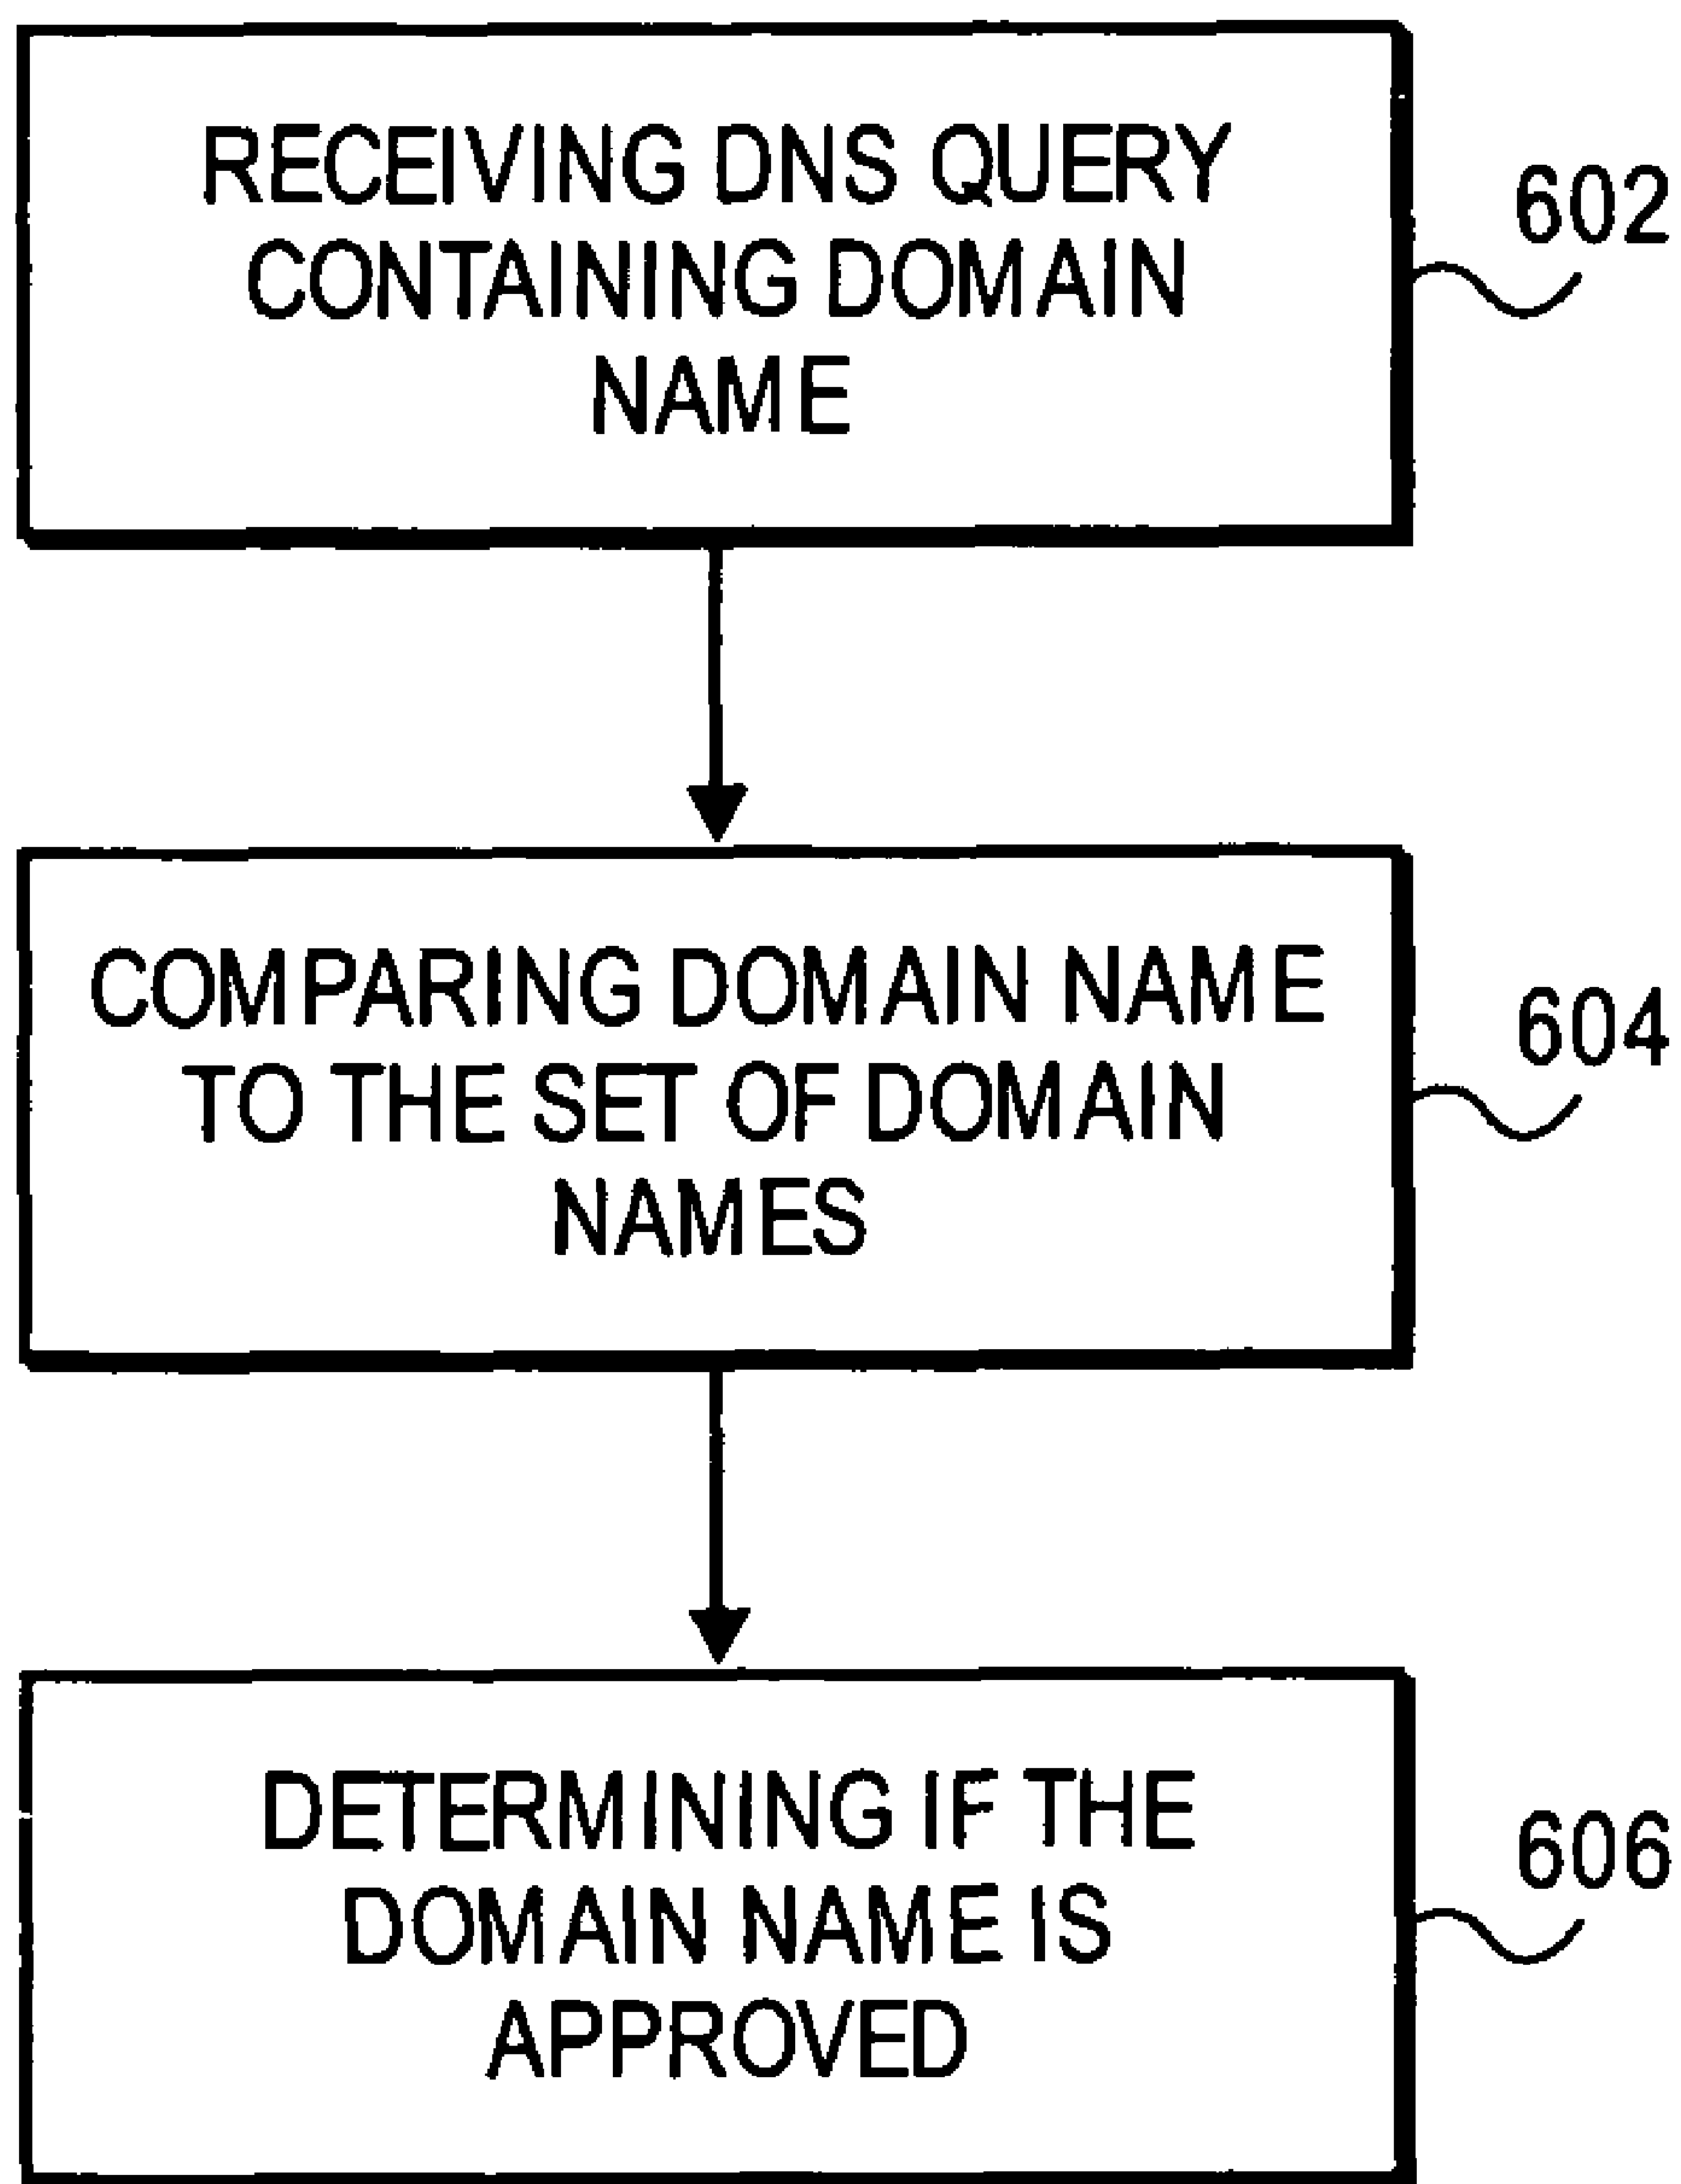 RECEIVING DNS QUERY
CONTAINING DOMAIN
NAME
602
COMPARING DOMAIN NAME
TO THE SET OF DOMAIN
NAMES
604
DETERMINING IF THE
DOMAIN NAME IS
APPROVED
606